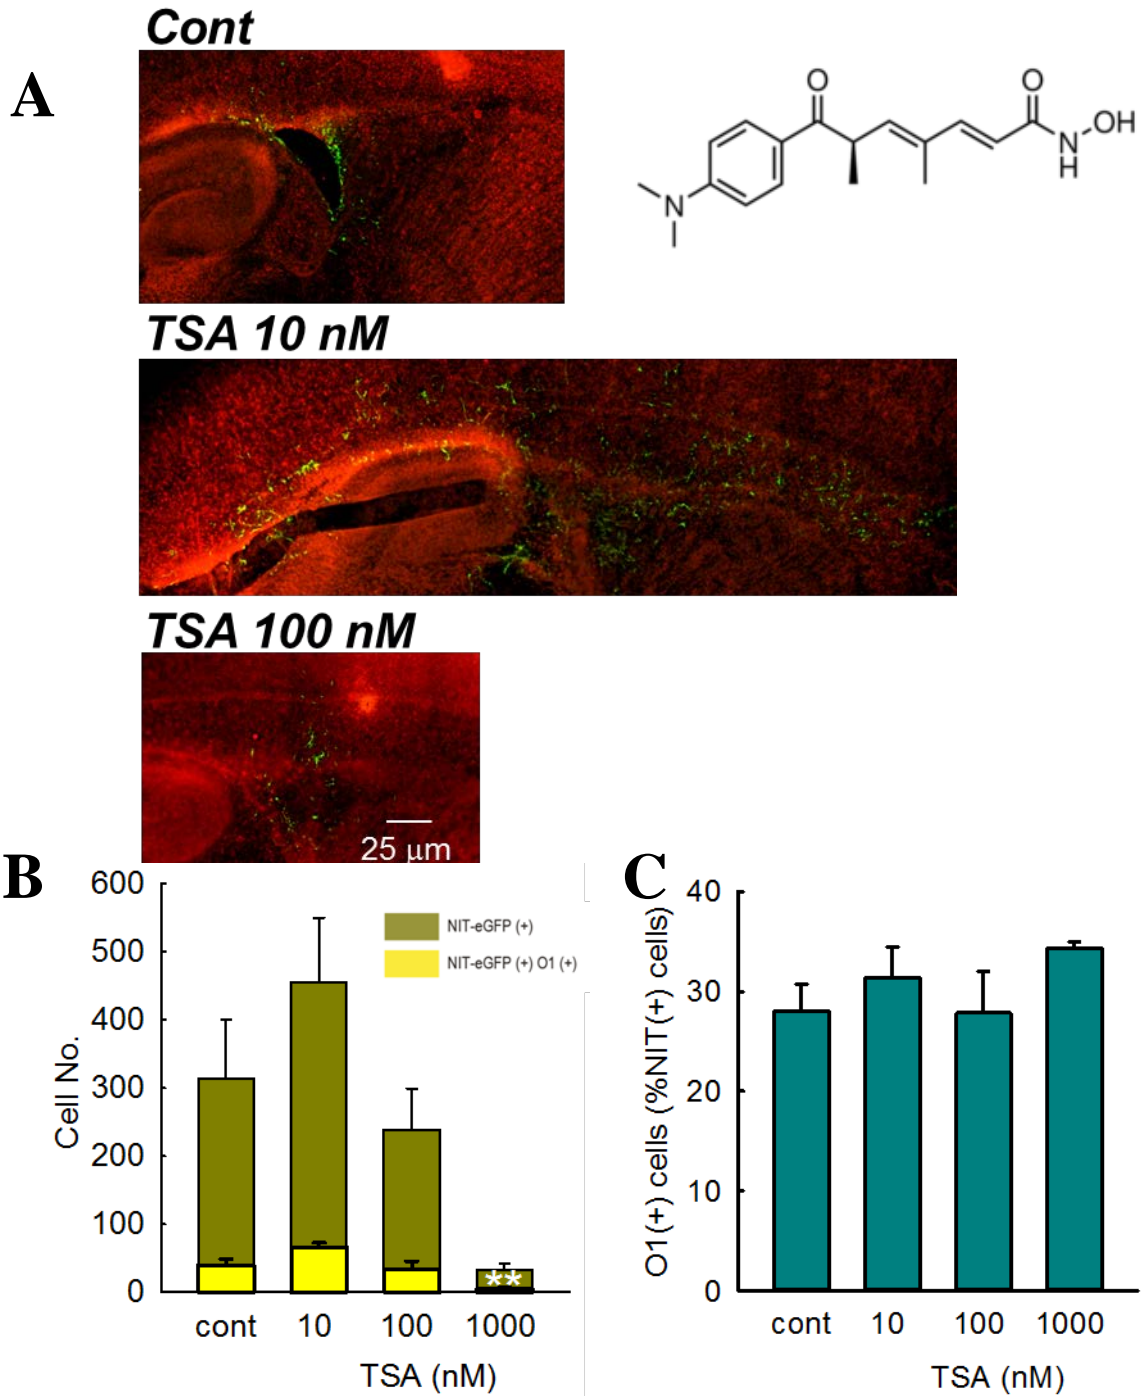 Cont
A
O
O
OH
N
H
N
TSA 10 nM
TSA 100 nM
25 μm
B
600
500
400
300
200
100
0
Cell No.
NIT-eGFP (+)
NIT-eGFP (+) O1 (+)
**
cont 10 100 1000
TSA (nM)
C
40
30
20
10
0
O1(+) cells (%NIT(+) cells)
cont 10 100 1000
TSA (nM)